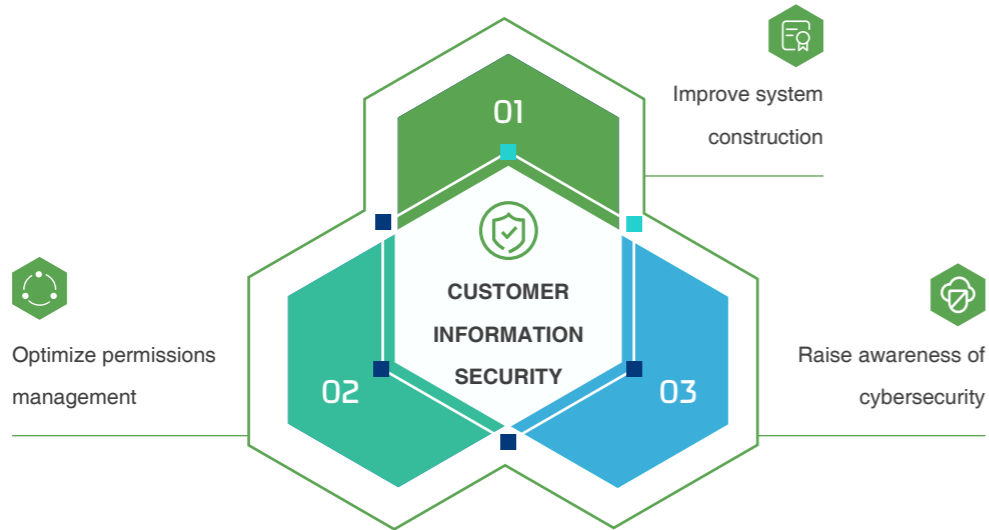 01
Improve system
construction
CUSTOMER
INFORMATION
SECURITY
Optimize permissions
management
02
03
Raise awareness of
cybersecurity